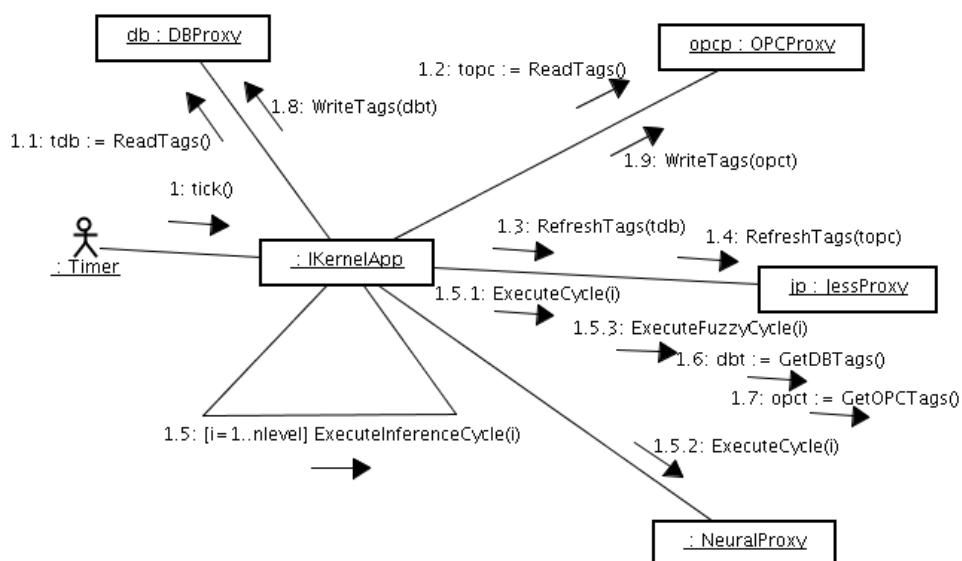 db : DBProxy
opcp : OPCProxy
1.2: topc := ReadTags()
1.8: WriteTags(dbt)
1.1: tdb := ReadTags()
1.9: WriteTags(opct)
1: tick()
1.3: RefreshTags(tdb)
1.4: RefreshTags(topc)
: Timer
: IKernelApp
jp : JessProxy
1.5.1: ExecuteCycle(i)
1.5.3: ExecuteFuzzyCycle(i)
1.6: dbt := GetDBTags()
1.7: opct := GetOPCTags()
1.5: [i=1..nlevel] ExecuteInferenceCycle(i)
1.5.2: ExecuteCycle(i)
: NeuralProxy